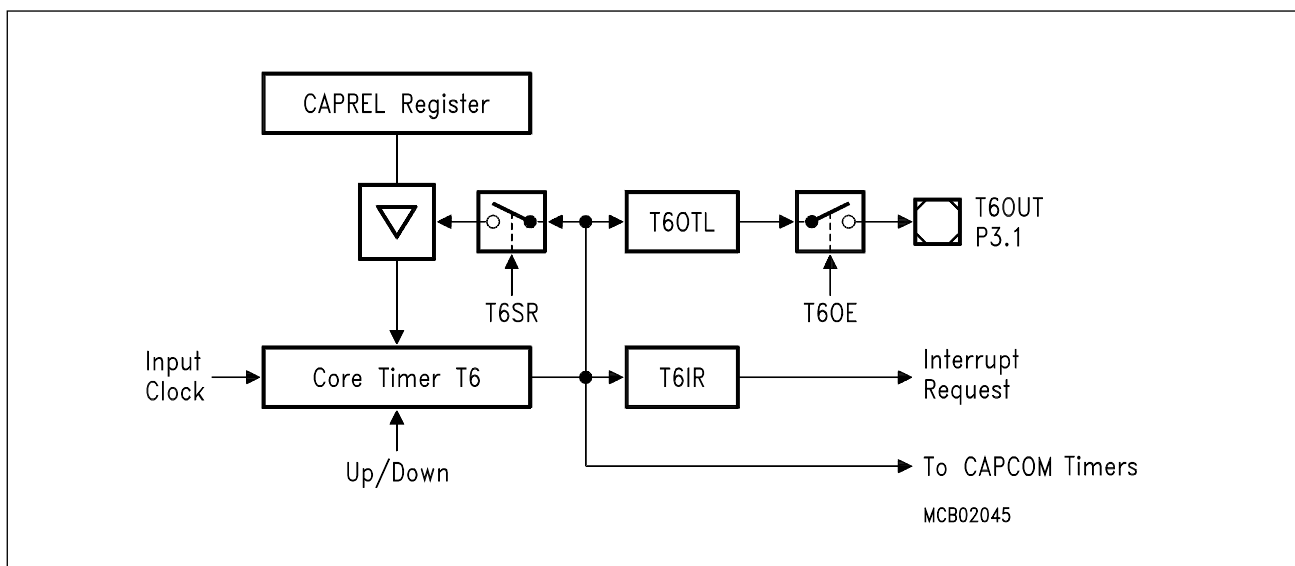 CAPREL Register
T6OTL
T6OUT
P3.1
T6SR
T6OE
Input
Clock
Core Timer T6
T6IR
Interrupt
Request
Up/Down
To CAPCOM Timers
MCB02045